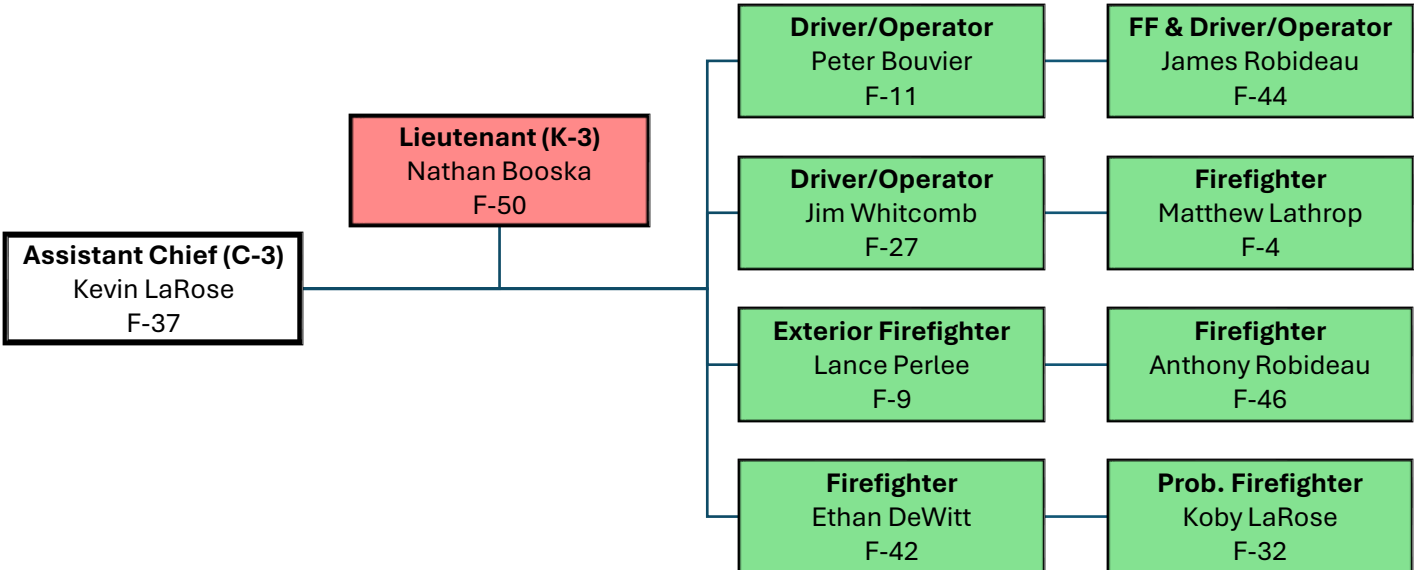 Driver/Operator
Peter Bouvier
F-11
FF & Driver/Operator
James Robideau
F-44
Lieutenant (K-3)
Nathan Booska
F-50
Driver/Operator
Jim Whitcomb
F-27
Firefighter
Matthew Lathrop
F-4
Assistant Chief (C-3)
Kevin LaRose
F-37
Exterior Firefighter
Lance Perlee
F-9
Firefighter
Anthony Robideau
F-46
Firefighter
Ethan DeWitt
F-42
Prob. Firefighter
Koby LaRose
F-32